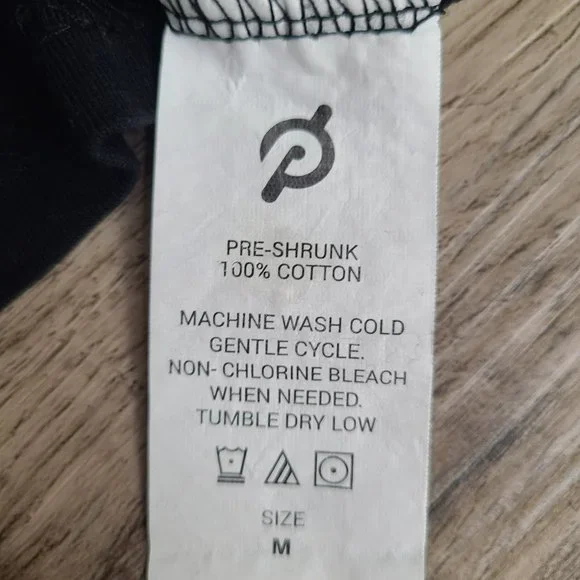 PRE-SHRUNK
100% COTTON
MACHINE WASH COLD
GENTLE CYCLE.
NON- CHLORINE BLEACH
WHEN NEEDED.
TUMBLE DRY LOW
SIZE
M